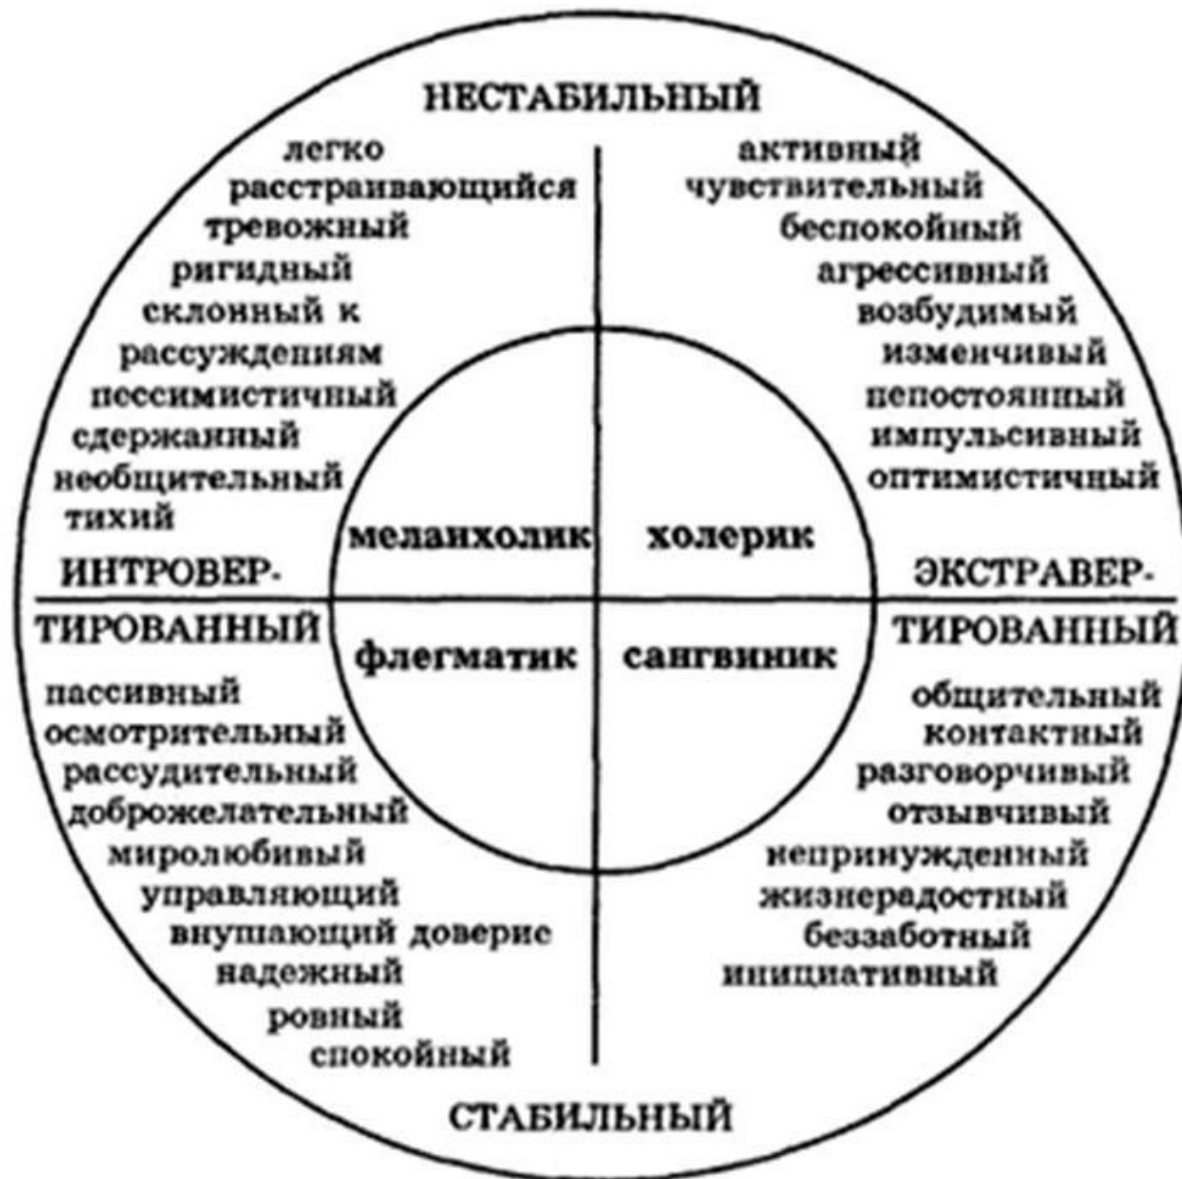 НЕСТАБИЛЬНЫЙ
легко
расстраивающийся
тревожный
ригидный
склонный к
рассуждениям
пессимистичный
сдержанный
необщительный
тихий
активный
чувствительный
беспокойный
агрессивный
возбудимый
изменчивый
непостоянный
импульсивный
оптимистичный
меланхолик
холерик
ИНТРОВЕР-
ТИРОВАННЫЙ
ЭКСТРАВЕР-
ТИРОВАННЫЙ
флегматик
сангвиник
пассивный
осмотрительный
рассудительный
доброжелательный
миролюбивый
управляющий
внушающий доверие
надежный
ровный
спокойный
общительный
контактный
разговорчивый
отзывчивый
непринужденный
жизнерадостный
беззаботный
инициативный
СТАБИЛЬНЫЙ